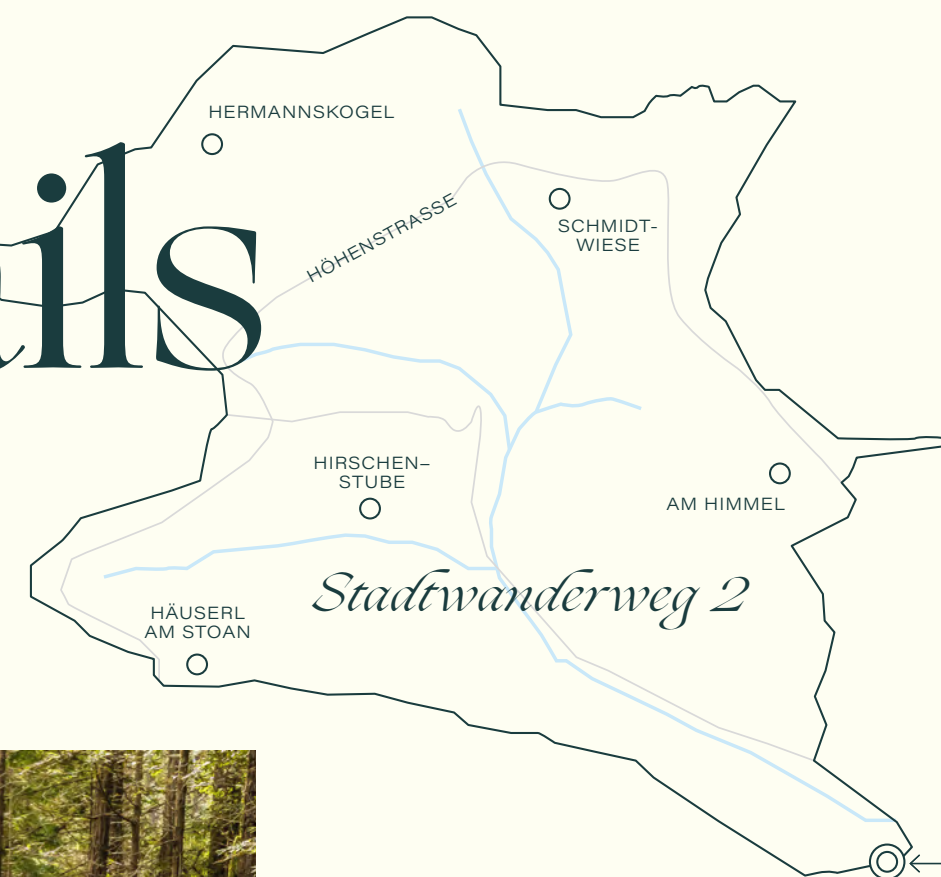 HERMANNSKOGEL
ils
HÖHENSTRASSE
SCHMIDT-
WIESE
HIRSCHEN–
STUBE
AM HIMMEL
Stadtwanderweg 2
HÄUSERL
AM STOAN